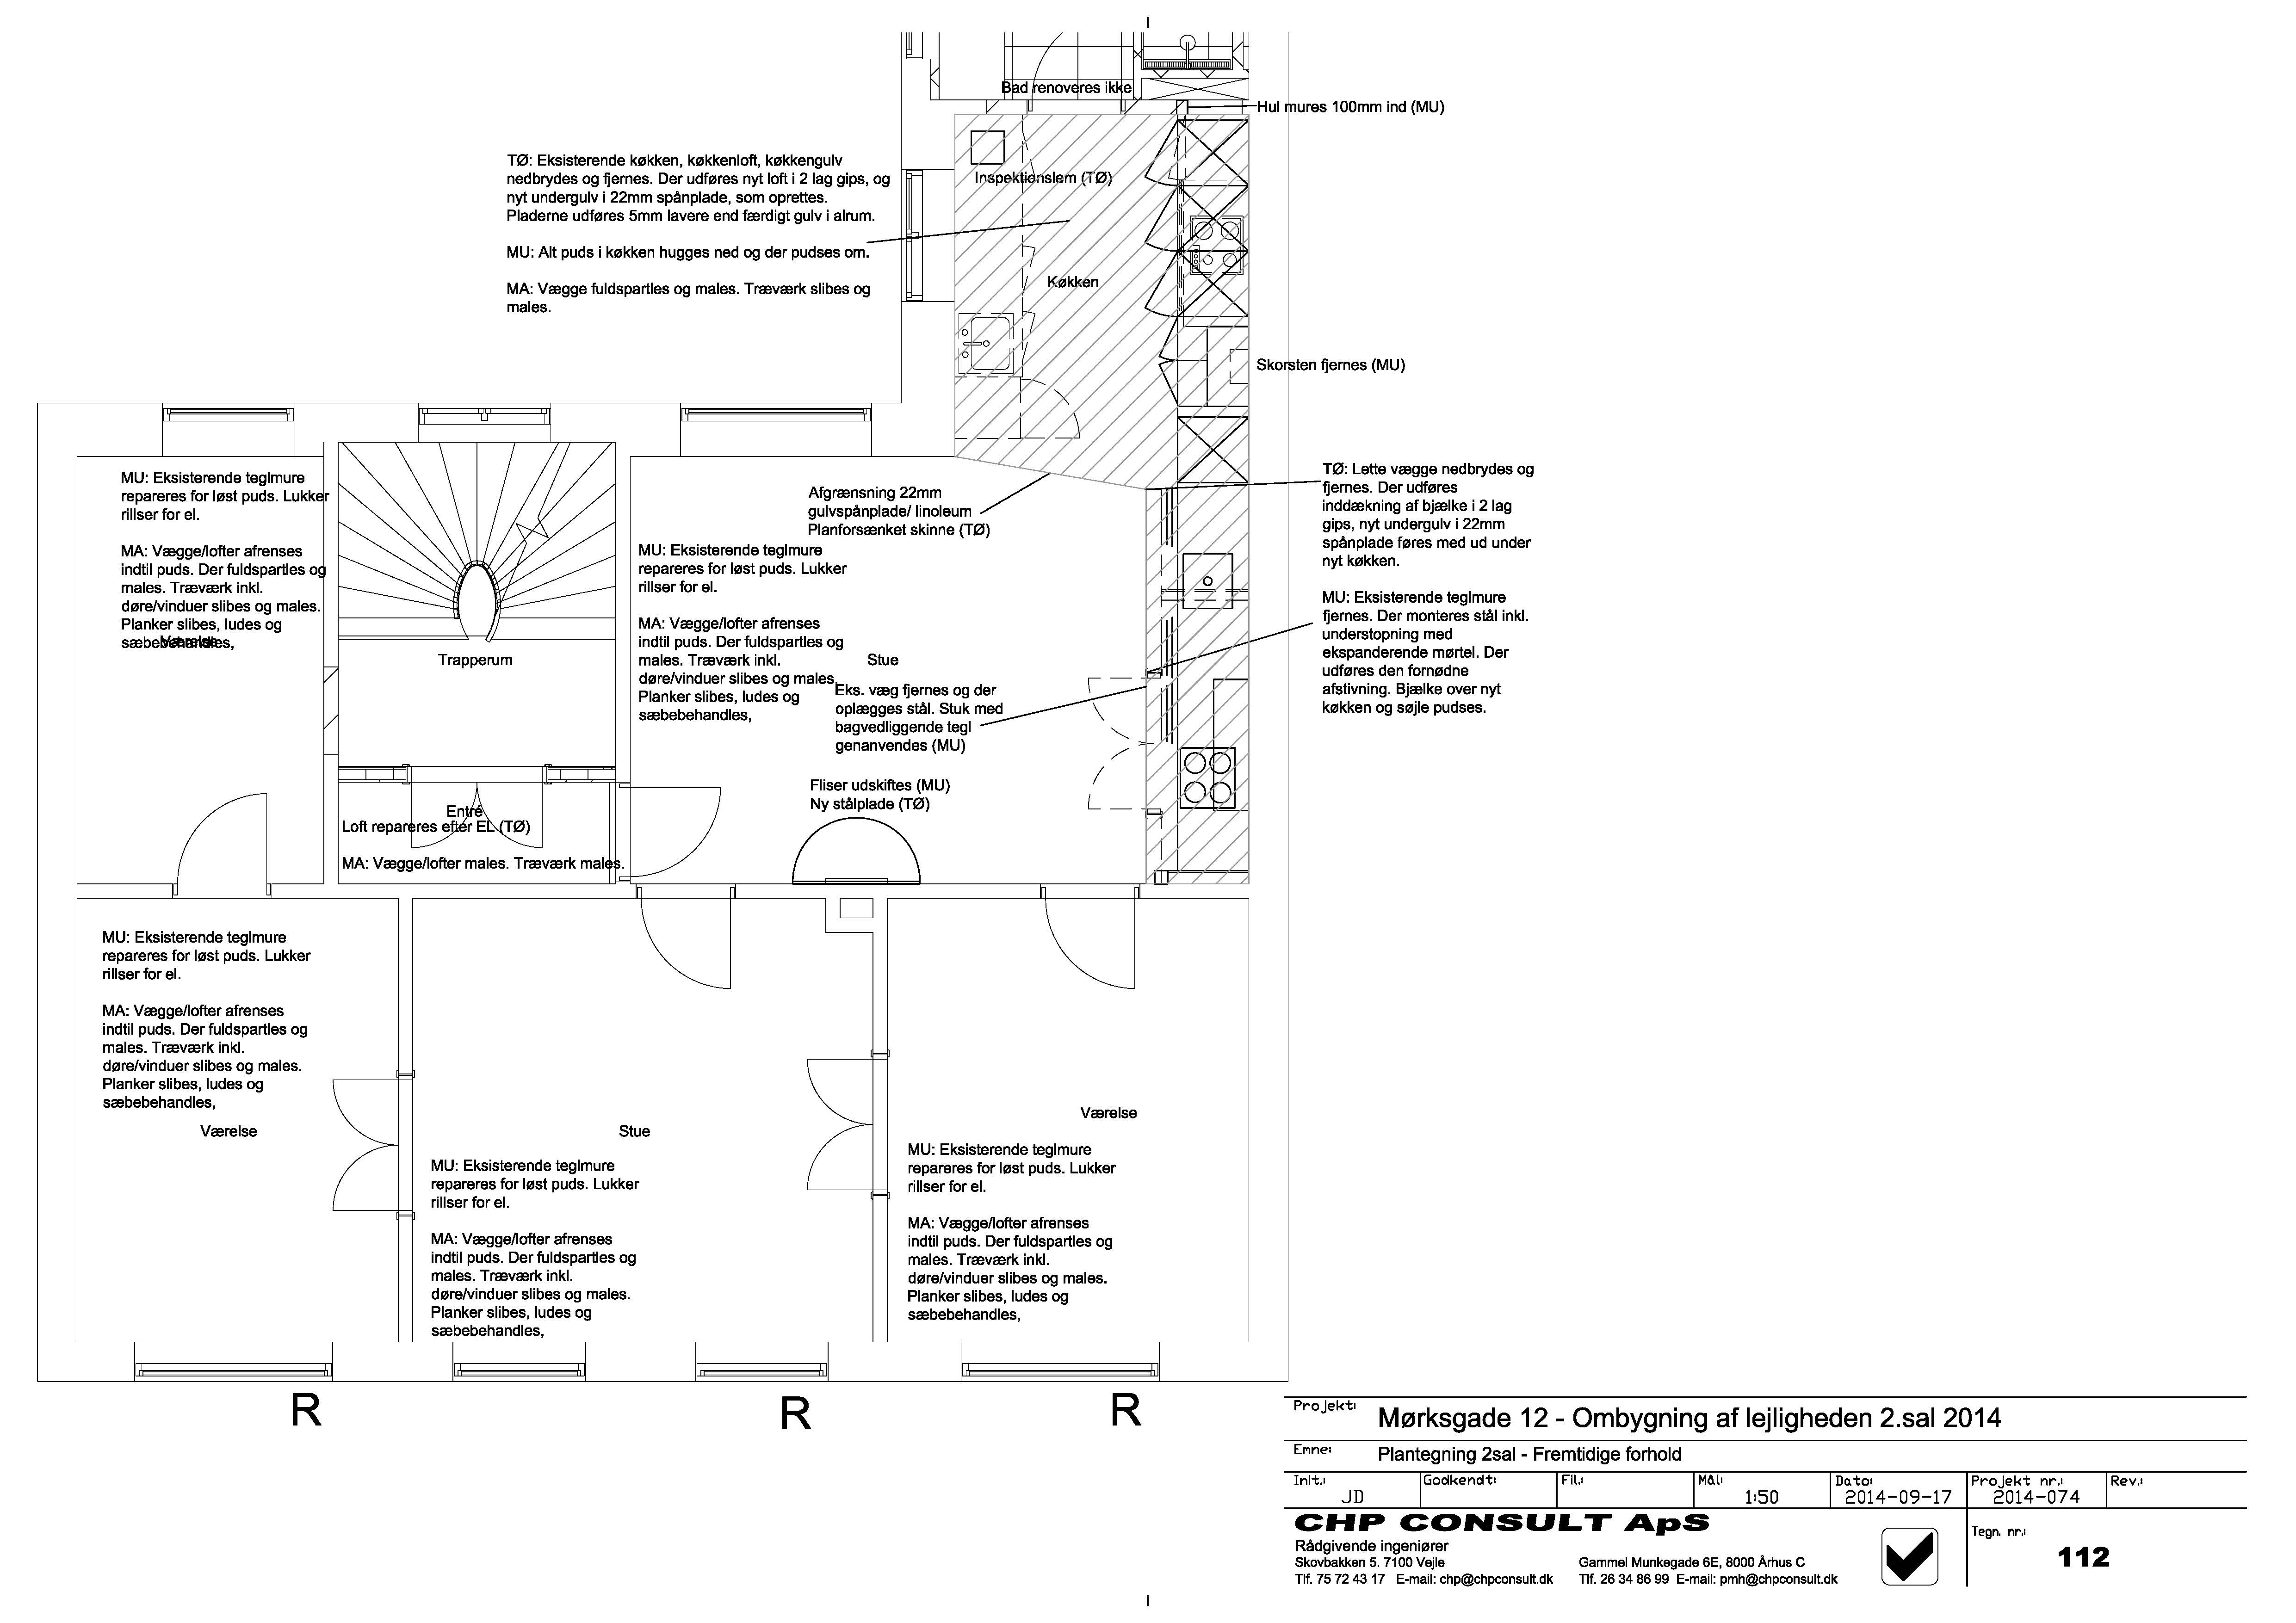 Bad renoveres ikke
Hul mures 100mm ind (MU)
TØ: Eksisterende køkken, køkkenloft, køkkengulv
nedbrydes og fjernes. Der udføres nyt loft i 2 lag gips, og
nyt undergulv i 22mm spånplade, som oprettes.
Pladerne udføres 5mm lavere end færdigt gulv i alrum.
MU: Alt puds i køkken hugges ned og der pudses om.
MA: Vægge fuldspartles og males. Træværk slibes og
males.
Inspektionslem (TØ)
Køkken
Skorsten fjernes (MU)
MU: Eksisterende teglmure
repareres for løst puds. Lukker
rillser for el.
MA: Vægge/lofter afrenses
indtil puds. Der fuldspartles og
males. Træværk inkl.
døre/vinduer slibes og males.
Planker slibes, ludes og
sæbebehandles,
Værelse
Trapperum
Afgrænsning 22mm
gulvspånplade/ linoleum
Planforsænket skinne (TØ)
MU: Eksisterende teglmure
repareres for løst puds. Lukker
rillser for el.
MA: Vægge/lofter afrenses
indtil puds. Der fuldspartles og
males. Træværk inkl.
døre/vinduer slibes og males.
Planker slibes, ludes og
sæbebehandles,
Stue
Eks. væg fjernes og der
oplægges stål. Stuk med
bagvedliggende tegl
genanvendes (MU)
Fliser udskiftes (MU)
Ny stålplade (TØ)
TØ: Lette vægge nedbrydes og
fjernes. Der udføres
inddækning af bjælke i 2 lag
gips, nyt undergulv i 22mm
spånplade føres med ud under
nyt køkken.
MU: Eksisterende teglmure
fjernes. Der monteres stål inkl.
understopning med
ekspanderende mørtel. Der
udføres den fornødne
afstivning. Bjælke over nyt
køkken og søjle pudses.
Entré
Loft repareres efter EL (TØ)
MA: Vægge/lofter males. Træværk males.
MU: Eksisterende teglmure
repareres for løst puds. Lukker
rillser for el.
MA: Vægge/lofter afrenses
indtil puds. Der fuldspartles og
males. Træværk inkl.
døre/vinduer slibes og males.
Planker slibes, ludes og
sæbebehandles,
Værelse
Stue
MU: Eksisterende teglmure
repareres for løst puds. Lukker
rillser for el.
MA: Vægge/lofter afrenses
indtil puds. Der fuldspartles og
males. Træværk inkl.
døre/vinduer slibes og males.
Planker slibes, ludes og
sæbebehandles,
Værelse
MU: Eksisterende teglmure
repareres for løst puds. Lukker
rillser for el.
MA: Vægge/lofter afrenses
indtil puds. Der fuldspartles og
males. Træværk inkl.
døre/vinduer slibes og males.
Planker slibes, ludes og
sæbebehandles,
R R R
Projekt: Mørksgade 12 - Ombygning af lejligheden 2.sal 2014
Emne: Plantegning 2sal - Fremtidige forhold
Init.: Godkendt: Fil.: Mål: Dato: Projekt nr.: Rev.:
JD 1:50 2014-09-17 2014-074
CHP CONSULT ApS
Rådgivende ingeniører
Skovbakken 5. 7100 Vejle Gammel Munkegade 6E, 8000 Århus C
Tlf. 75 72 43 17 E-mail: chp@chpconsult.dk Tlf. 26 34 86 99 E-mail: pmh@chpconsult.dk
Tegn. nr.:
112